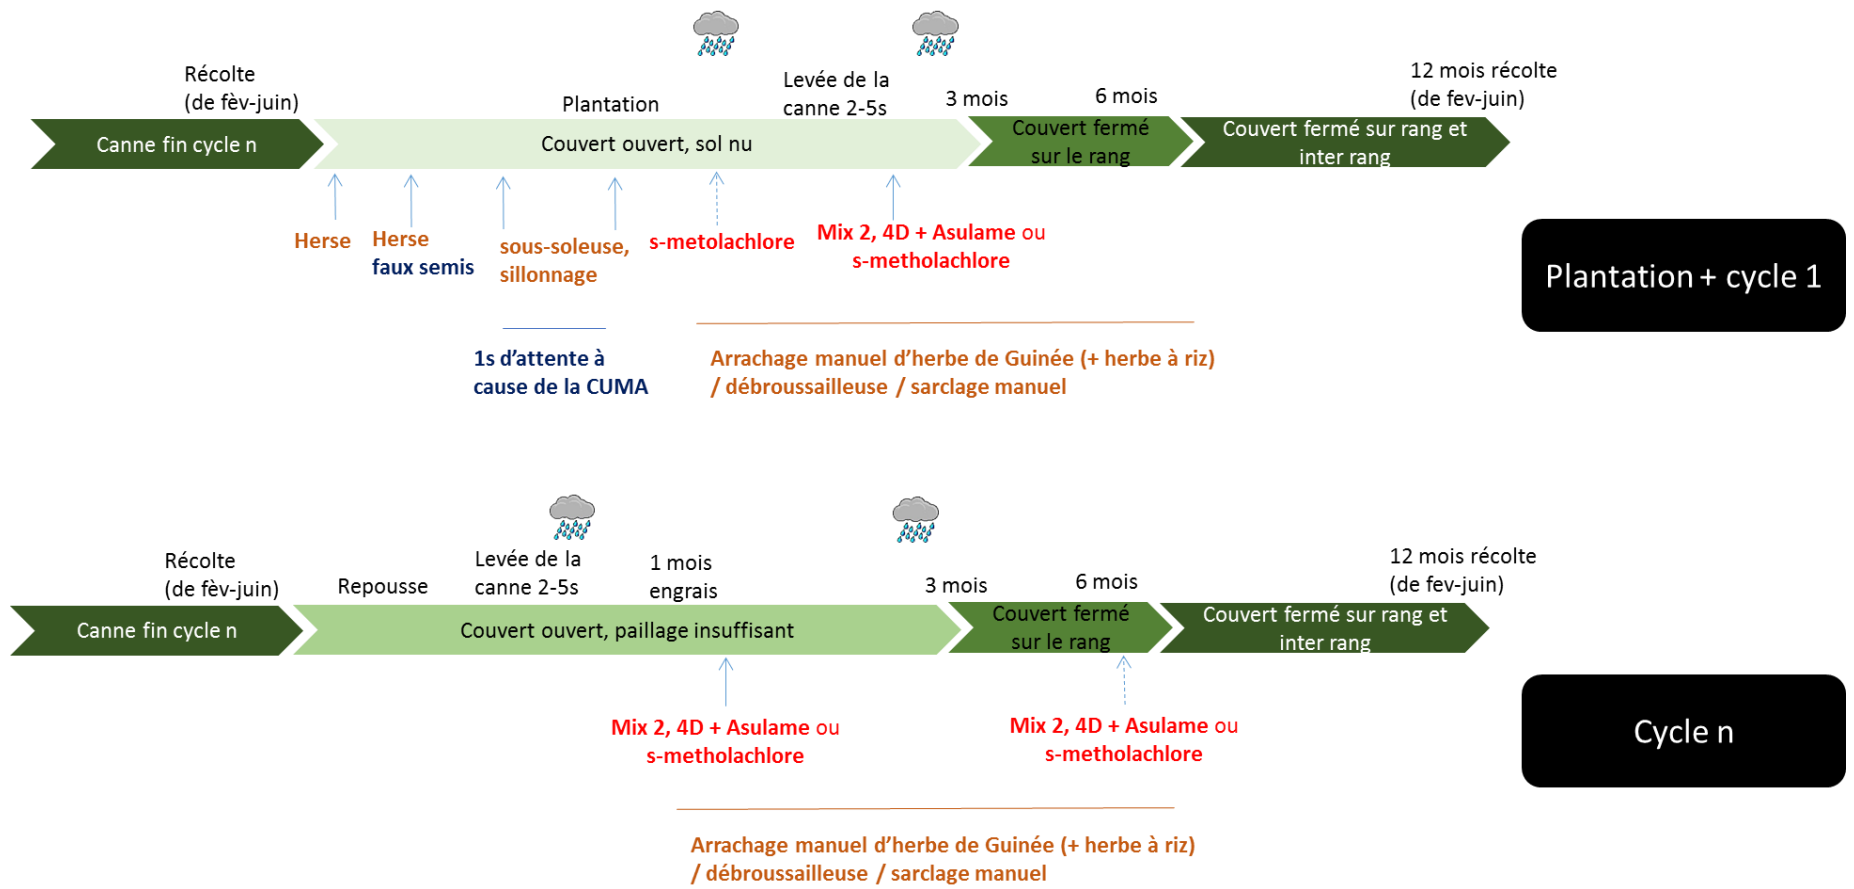 Récolte
(de fèv-juin)
Plantation
Levée de la
canne 2-5s
3 mois
6 mois
12 mois récolte
(de fev-juin)
Canne fin cycle n
Couvert ouvert, sol nu
Couvert fermé
sur le rang
Couvert fermé sur rang et
inter rang
Herse
Herse
faux semis
sous-soleuse,
sillonnage
s-metolachlore
Mix 2, 4D + Asulame ou
s-metholachlore
Plantation + cycle 1
1s d'attente à
cause de la CUMA
Arrachage manuel d'herbe de Guinée (+ herbe à riz)
/ débroussailleuse / sarclage manuel
Récolte
(de fèv-juin)
Repousse
Levée de la
canne 2-5s
1 mois
engrais
3 mois
6 mois
12 mois récolte
(de fev-juin)
Canne fin cycle n
Couvert ouvert, paillage insuffisant
Couvert fermé
sur le rang
Couvert fermé sur rang et
inter rang
Mix 2, 4D + Asulame ou
s-metholachlore
Mix 2, 4D + Asulame ou
s-metholachlore
Cycle n
Arrachage manuel d'herbe de Guinée (+ herbe à riz)
/ débroussailleuse / sarclage manuel